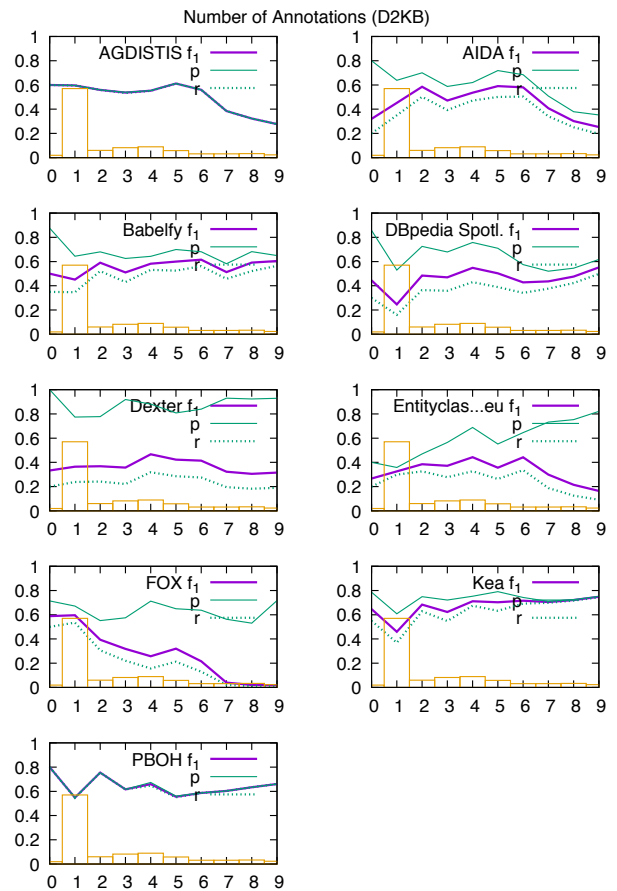 Number of Annotations (D2KB)
AGDISTIS f1
p
r
1
0.8
0.6
0.4
0.2
0
0 1 2 3 4 5 6 7 8 9
AIDA f1
p
r
1
0.8
0.6
0.4
0.2
0
0 1 2 3 4 5 6 7 8 9
Babelfy f1
p
r
1
0.8
0.6
0.4
0.2
0
0 1 2 3 4 5 6 7 8 9
DBpedia Spotl. f1
p
r
1
0.8
0.6
0.4
0.2
0
0 1 2 3 4 5 6 7 8 9
Dexter f1
p
r
1
0.8
0.6
0.4
0.2
0
0 1 2 3 4 5 6 7 8 9
Entityclas...eu f1
p
r
1
0.8
0.6
0.4
0.2
0
0 1 2 3 4 5 6 7 8 9
FOX f1
p
r
1
0.8
0.6
0.4
0.2
0
0 1 2 3 4 5 6 7 8 9
Kea f1
p
r
1
0.8
0.6
0.4
0.2
0
0 1 2 3 4 5 6 7 8 9
PBOH f1
p
r
1
0.8
0.6
0.4
0.2
0
0 1 2 3 4 5 6 7 8 9